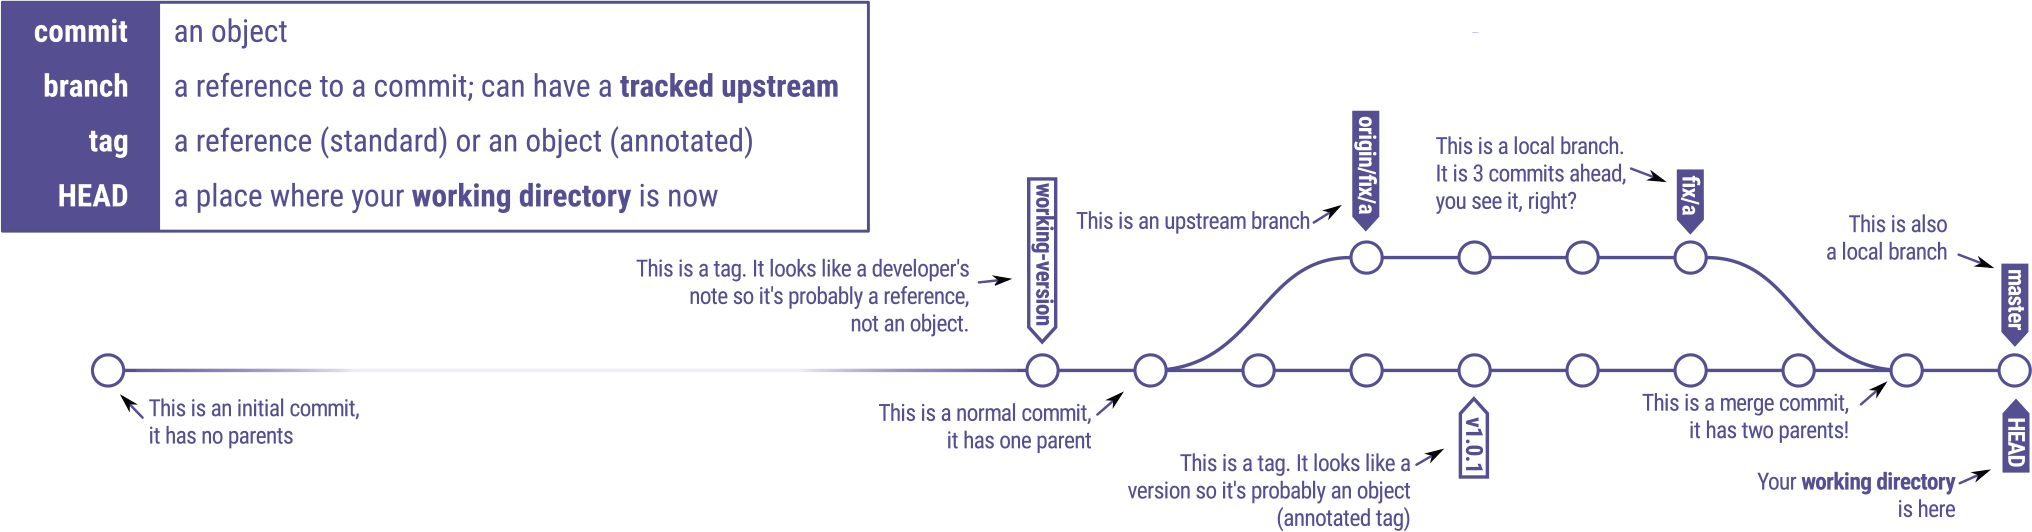 commit an object
branch a reference to a commit; can have a tracked upstream
tag a reference (standard) or an object (annotated)
HEAD a place where your working directory is now
This is a tag. It looks like a developer's
note so it's probably a reference,
not an object.
working-version
This is an upstream branch
origin/fix/a
This is a local branch.
It is 3 commits ahead,
you see it, right?
fix/a
This is also
a local branch
master
This is an initial commit,
it has no parents
This is a normal commit,
it has one parent
This is a tag. It looks like a
version so it's probably an object
(annotated tag)
v1.0.1
This is a merge commit,
it has two parents!
HEAD
Your working directory
is here